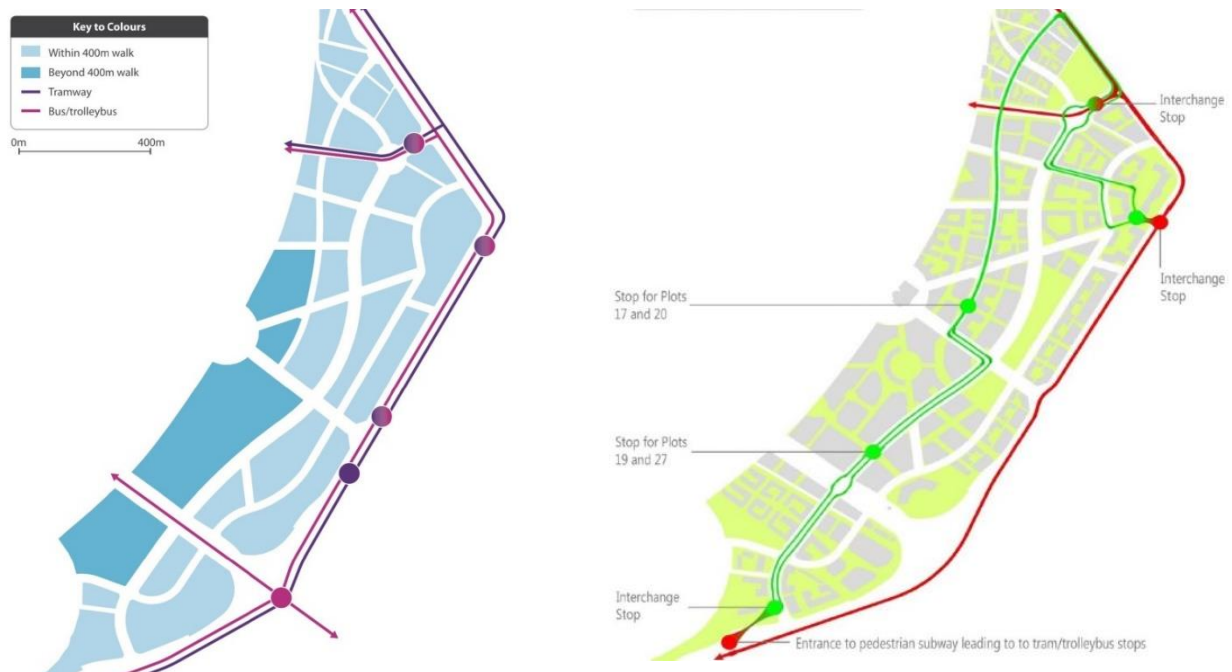 Key to Colours
Within 400m walk
Beyond 400m walk
Tramway
Bus/trolleybus
0m
400m
Interchange
Stop
Interchange
Stop
Stop for Plots
17 and 20
Stop for Plots
19 and 27
Interchange
Stop
Entrance to pedestrian subway leading to to tram/trolleybus stops